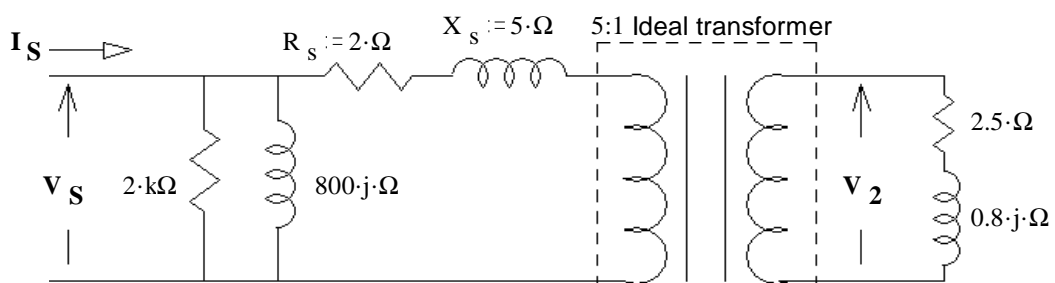 I S
R s := 2·Ω
X s := 5·Ω
5:1 Ideal transformer
V S
2·kΩ
800·j·Ω
V 2
2.5·Ω
0.8·j·Ω